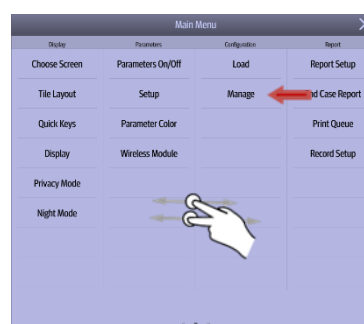 Main Menu
Display Parameters Configuration Report
Choose Screen Parameters On/Off Load Report Setup
Tile Layout Setup Manage nd Case Report
Quick Keys Parameter Color Print Queue
Display Wireless Module Record Setup
Privacy Mode
Night Mode